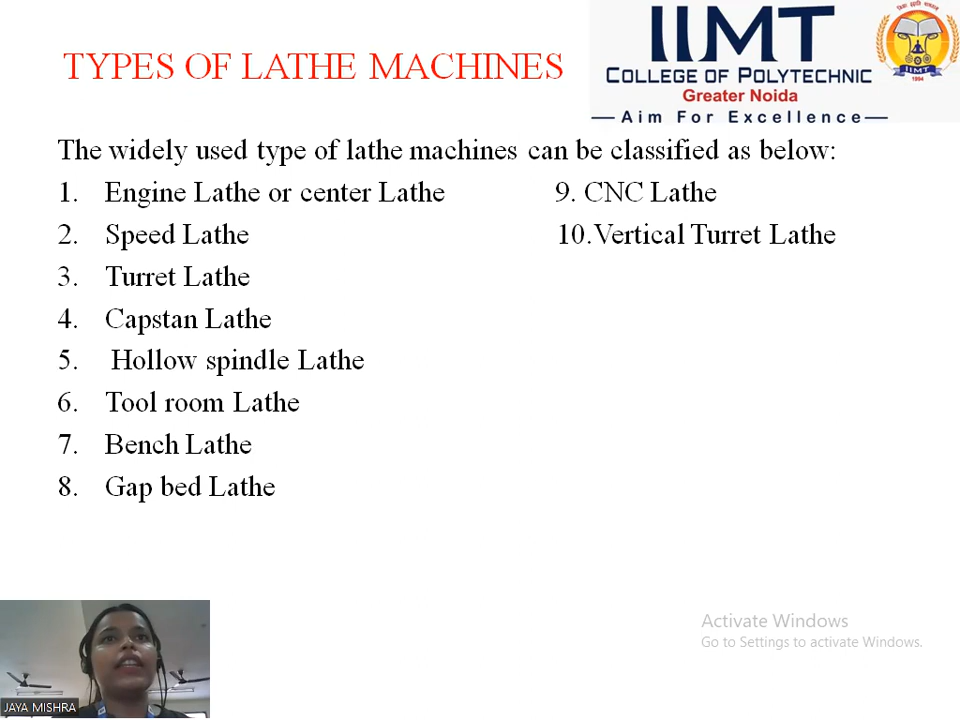 TYPES OF LATHE MACHINES
IIMT
COLLEGE OF POLYTECHNIC
Greater Noida
Aim For Excellence
IIMT
1994
The widely used type of lathe machines can be classified as below:
1. Engine Lathe or center Lathe
2. Speed Lathe
3. Turret Lathe
4. Capstan Lathe
5. Hollow spindle Lathe
6. Tool room Lathe
7. Bench Lathe
8. Gap bed Lathe
9. CNC Lathe
10.Vertical Turret Lathe
Activate Windows
Go to Settings to activate Windows.
JAYA MISHRA